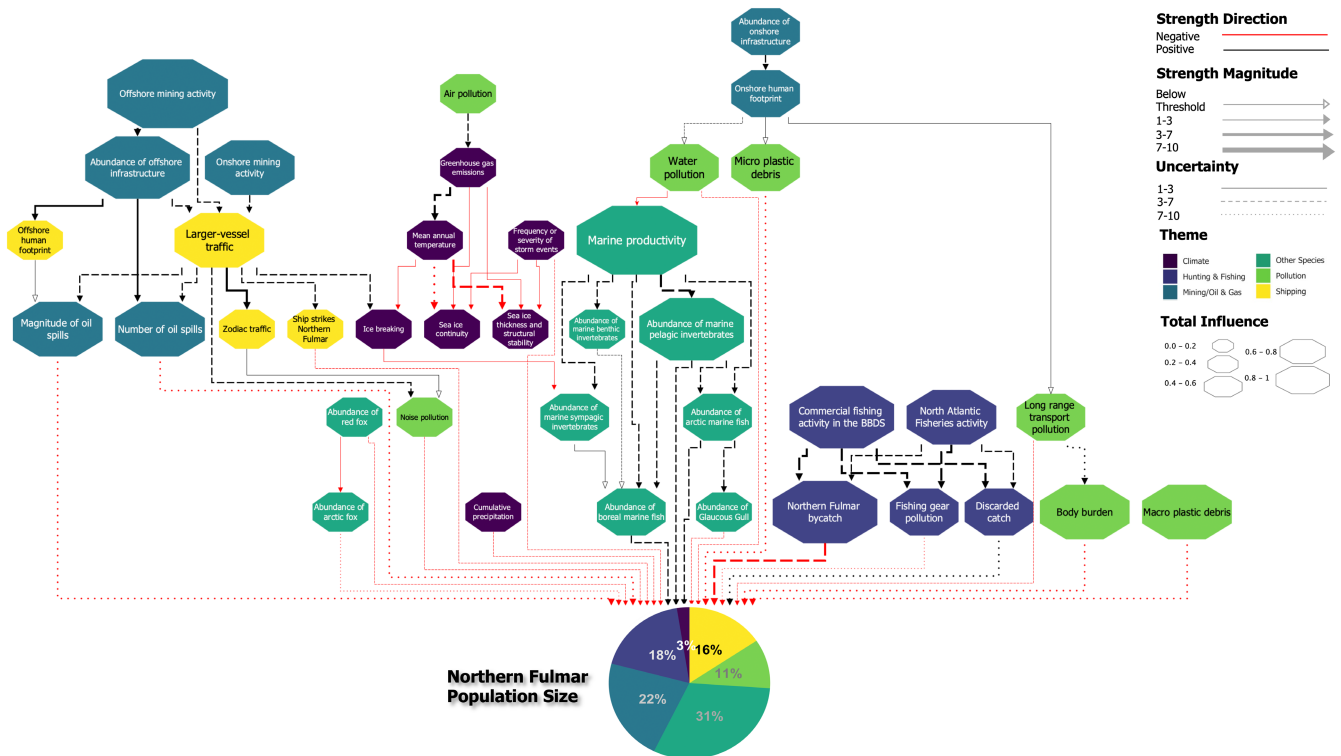 Abundance of
onshore
infrastructure
Strength Direction
Negative
Positive
Strength Magnitude
Below
Threshold
1-3
3-7
7-10
Uncertainty
1-3
3-7
7-10
Theme
Climate
Hunting & Fishing
Mining/Oil & Gas
Other Species
Pollution
Shipping
Total Influence
0.0 – 0.2
0.2 – 0.4
0.4 – 0.6
0.6 – 0.8
0.8 – 1
Offshore mining activity
Air pollution
Onshore human
footprint
Abundance of offshore
infrastructure
Onshore mining
activity
Greenhouse gas
emissions
Water
pollution
Micro plastic
debris
Offshore
human
footprint
Larger-vessel
traffic
Mean annual
temperature
Frequency or
severity of
storm events
Marine productivity
Magnitude of oil
spills
Number of oil spills
Zodiac traffic
Ship strikes
Northern
Fulmar
Ice breaking
Sea ice
continuity
Sea ice
thickness and
structural
stability
Abundance
of marine benthic
invertebrates
Abundance of marine
pelagic invertebrates
Abundance of
red fox
Noise pollution
Abundance of
marine sympagic
invertebrates
Abundance of
arctic marine fish
Commercial fishing
activity in the BBDS
North Atlantic
Fisheries activity
Long range
transport
pollution
Abundance of
arctic fox
Cumulative
precipitation
Abundance of
boreal marine fish
Abundance of
Glaucous Gull
Northern Fulmar
bycatch
Fishing gear
pollution
Discarded
catch
Body burden
Macro plastic debris
Northern Fulmar
Population Size
3%
16%
18%
11%
22%
31%